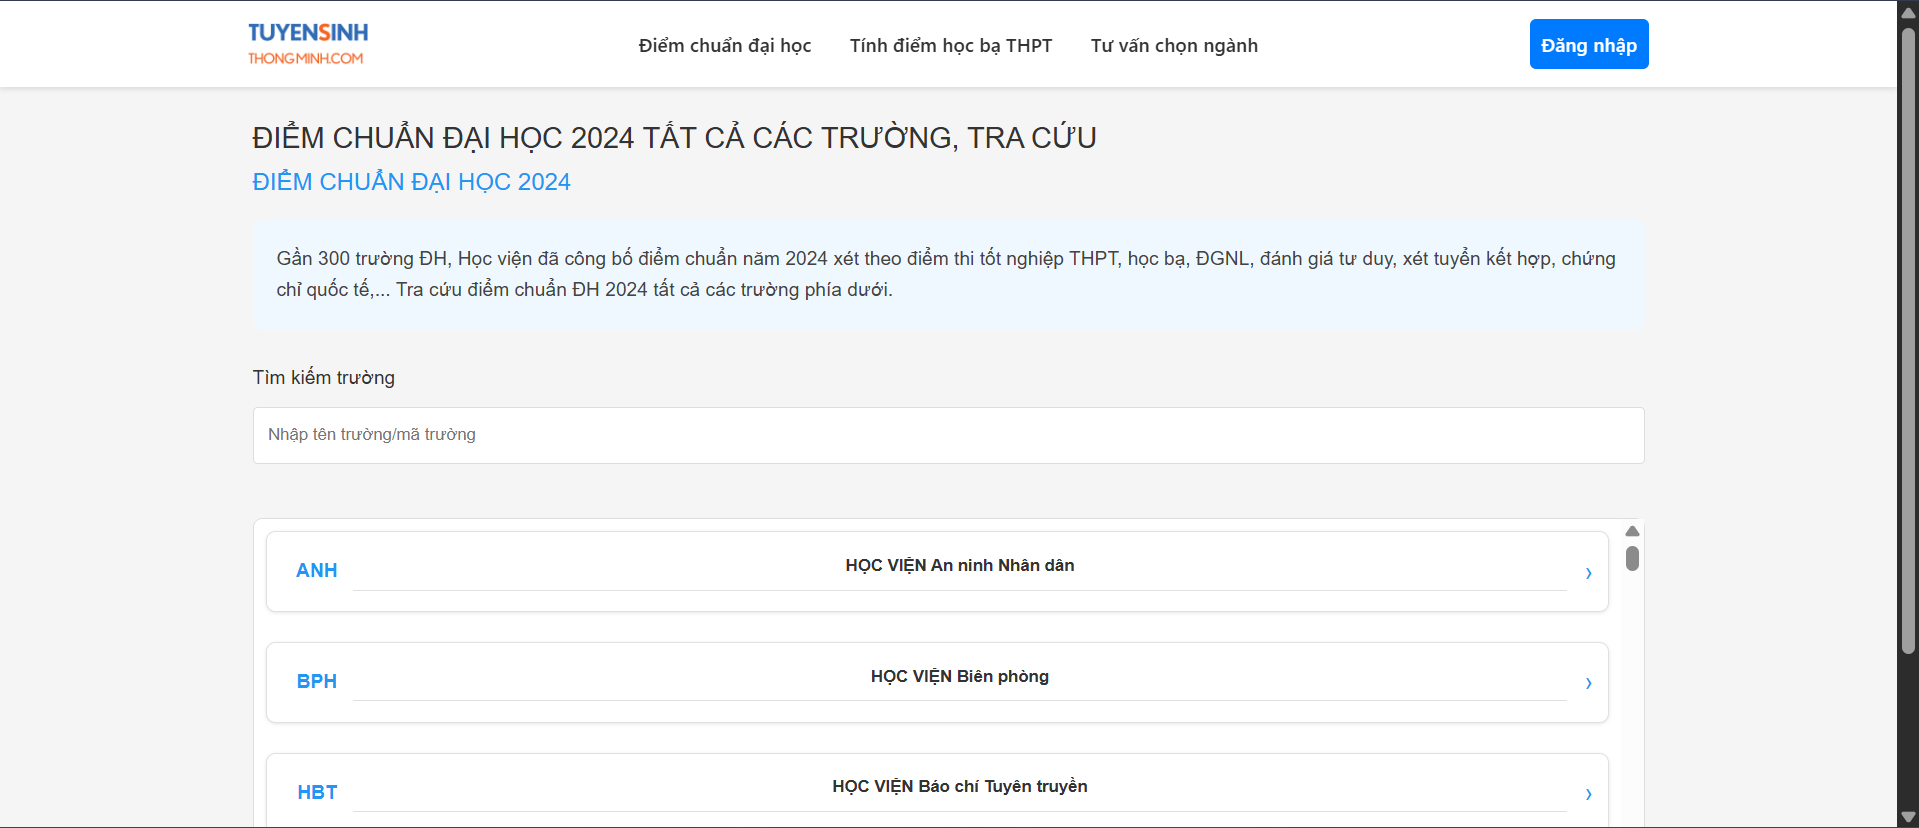 TUYENSINH
THONGMINH.COM
Điểm chuẩn đại học
Tính điểm học bạ THPT
Tư vấn chọn ngành
Đăng nhập
ĐIỂM CHUẨN ĐẠI HỌC 2024 TẤT CẢ CÁC TRƯỜNG, TRA CỨU
ĐIỂM CHUẨN ĐẠI HỌC 2024
Gần 300 trường ĐH, Học viện đã công bố điểm chuẩn năm 2024 xét theo điểm thi tốt nghiệp THPT, học bạ, ĐGNL, đánh giá tư duy, xét tuyển kết hợp, chứng
chỉ quốc tế,... Tra cứu điểm chuẩn ĐH 2024 tất cả các trường phía dưới.
Tìm kiếm trường
Nhập tên trường/mã trường
ANH
HỌC VIỆN An ninh Nhân dân
BPH
HỌC VIỆN Biên phòng
HBT
HỌC VIỆN Báo chí Tuyên truyền